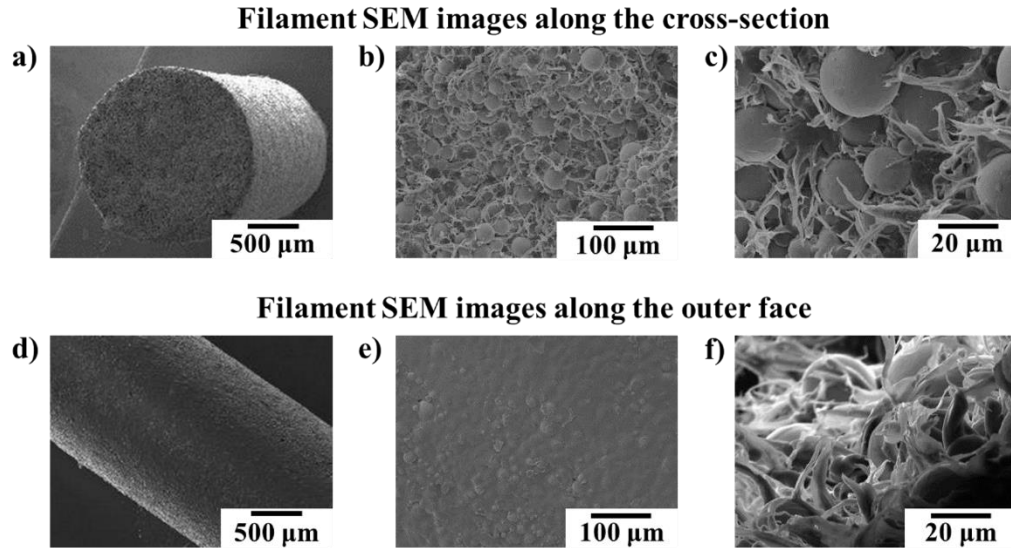 Filament SEM images along the cross-section
a) b) c)
500 μm 100 μm 20 μm
Filament SEM images along the outer face
d) e) f)
500 μm 100 μm 20 μm